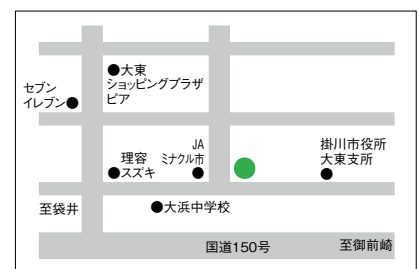 ●大東
ショッピングプラザ
ピア
セブン
イレブン●
JA
ミナクル市
●
理容
●スズキ
掛川市役所
大東支所
●
至袋井
●大浜中学校
国道150号
至御前崎